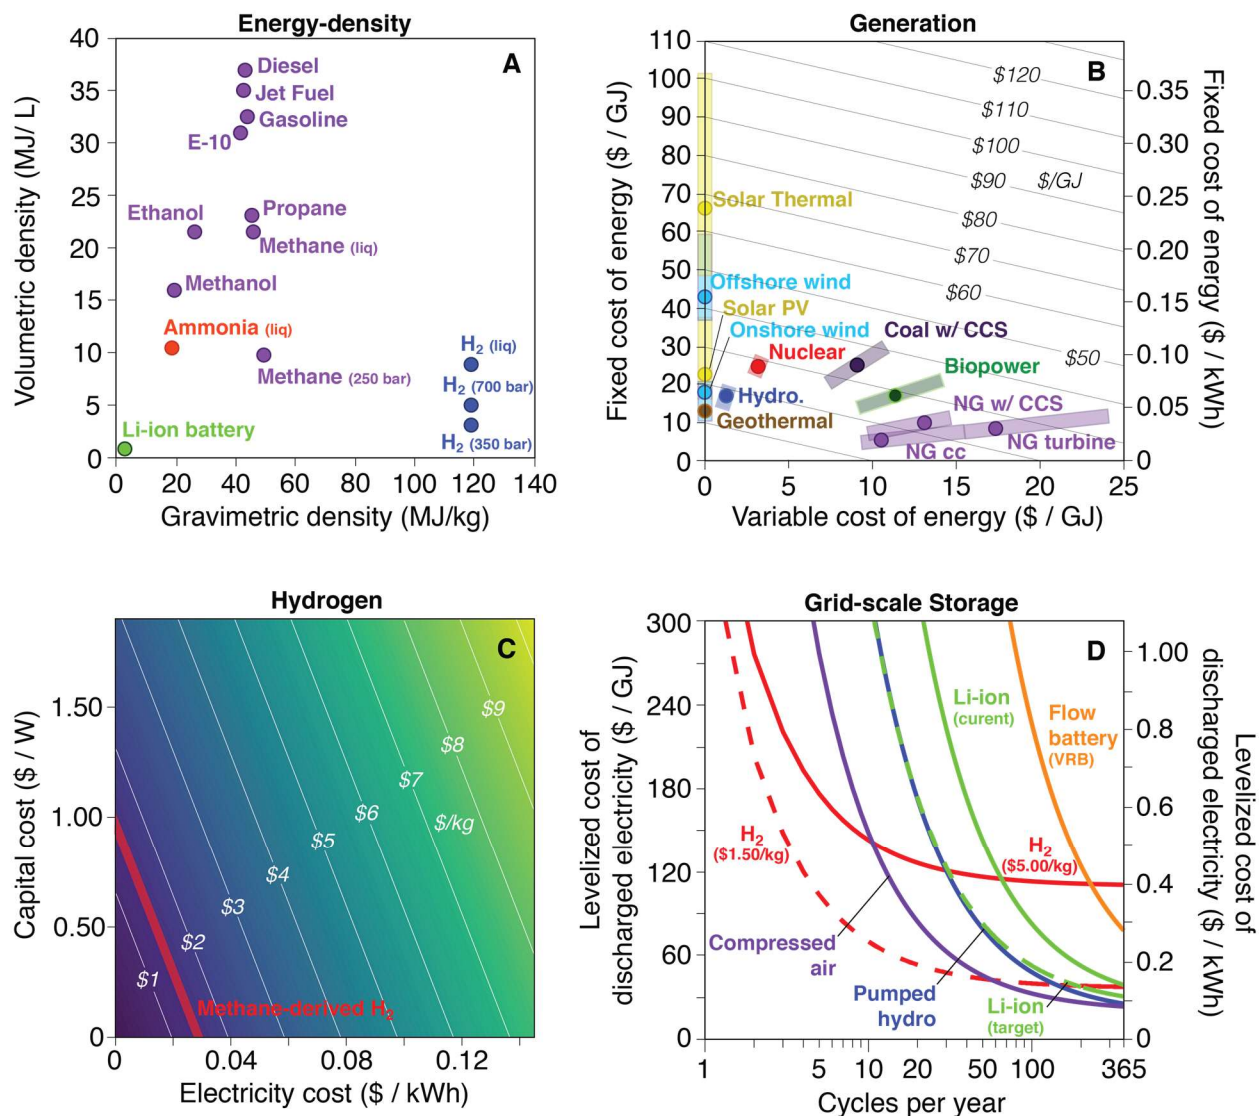 Energy-density
A
40
35
30
25
20
15
10
5
0
Volumetric density (MJ/ L)
Diesel
Jet Fuel
Gasoline
E-10
Ethanol
Propane
Methane (liq)
Methanol
Ammonia (liq)
Methane (250 bar)
H2 (liq)
H2 (700 bar)
H2 (350 bar)
Li-ion battery
0 20 40 60 80 100 120 140
Gravimetric density (MJ/kg)
Generation
B
110
100
90
80
70
60
50
40
30
20
10
0
Fixed cost of energy ($ / GJ)
$120
$110
$100
$90 $/GJ
$80
$70
$60
$50
Solar Thermal
Offshore wind
Solar PV
Onshore wind
Coal w/ CCS
Nuclear
Biopower
Hydro.
NG w/ CCS
Geothermal
NG turbine
NG cc
0.35
0.30
0.25
0.20
0.15
0.10
0.05
0
Fixed cost of energy ($ / kWh)
0 5 10 15 20 25
Variable cost of energy ($ / GJ)
Hydrogen
C
1.50
1.00
0.50
0
Capital cost ($ / W)
$9
$8
$7
$6
$/kg
$5
$4
$3
$2
$1
Methane-derived H2
0 0.04 0.08 0.12
Electricity cost ($ / kWh)
Grid-scale Storage
D
300
240
180
120
60
0
Levelized cost of
discharged electricity ($ / GJ)
Li-ion
(curent)
Flow
battery
(VRB)
H2
($1.50/kg)
H2
($5.00/kg)
Compressed
air
Pumped
hydro
Li-ion
(target)
1.00
0.8
0.6
0.4
0.2
0
Levelized cost of
discharged electricity ($ / kWh)
1 5 10 20 50 100 365
Cycles per year